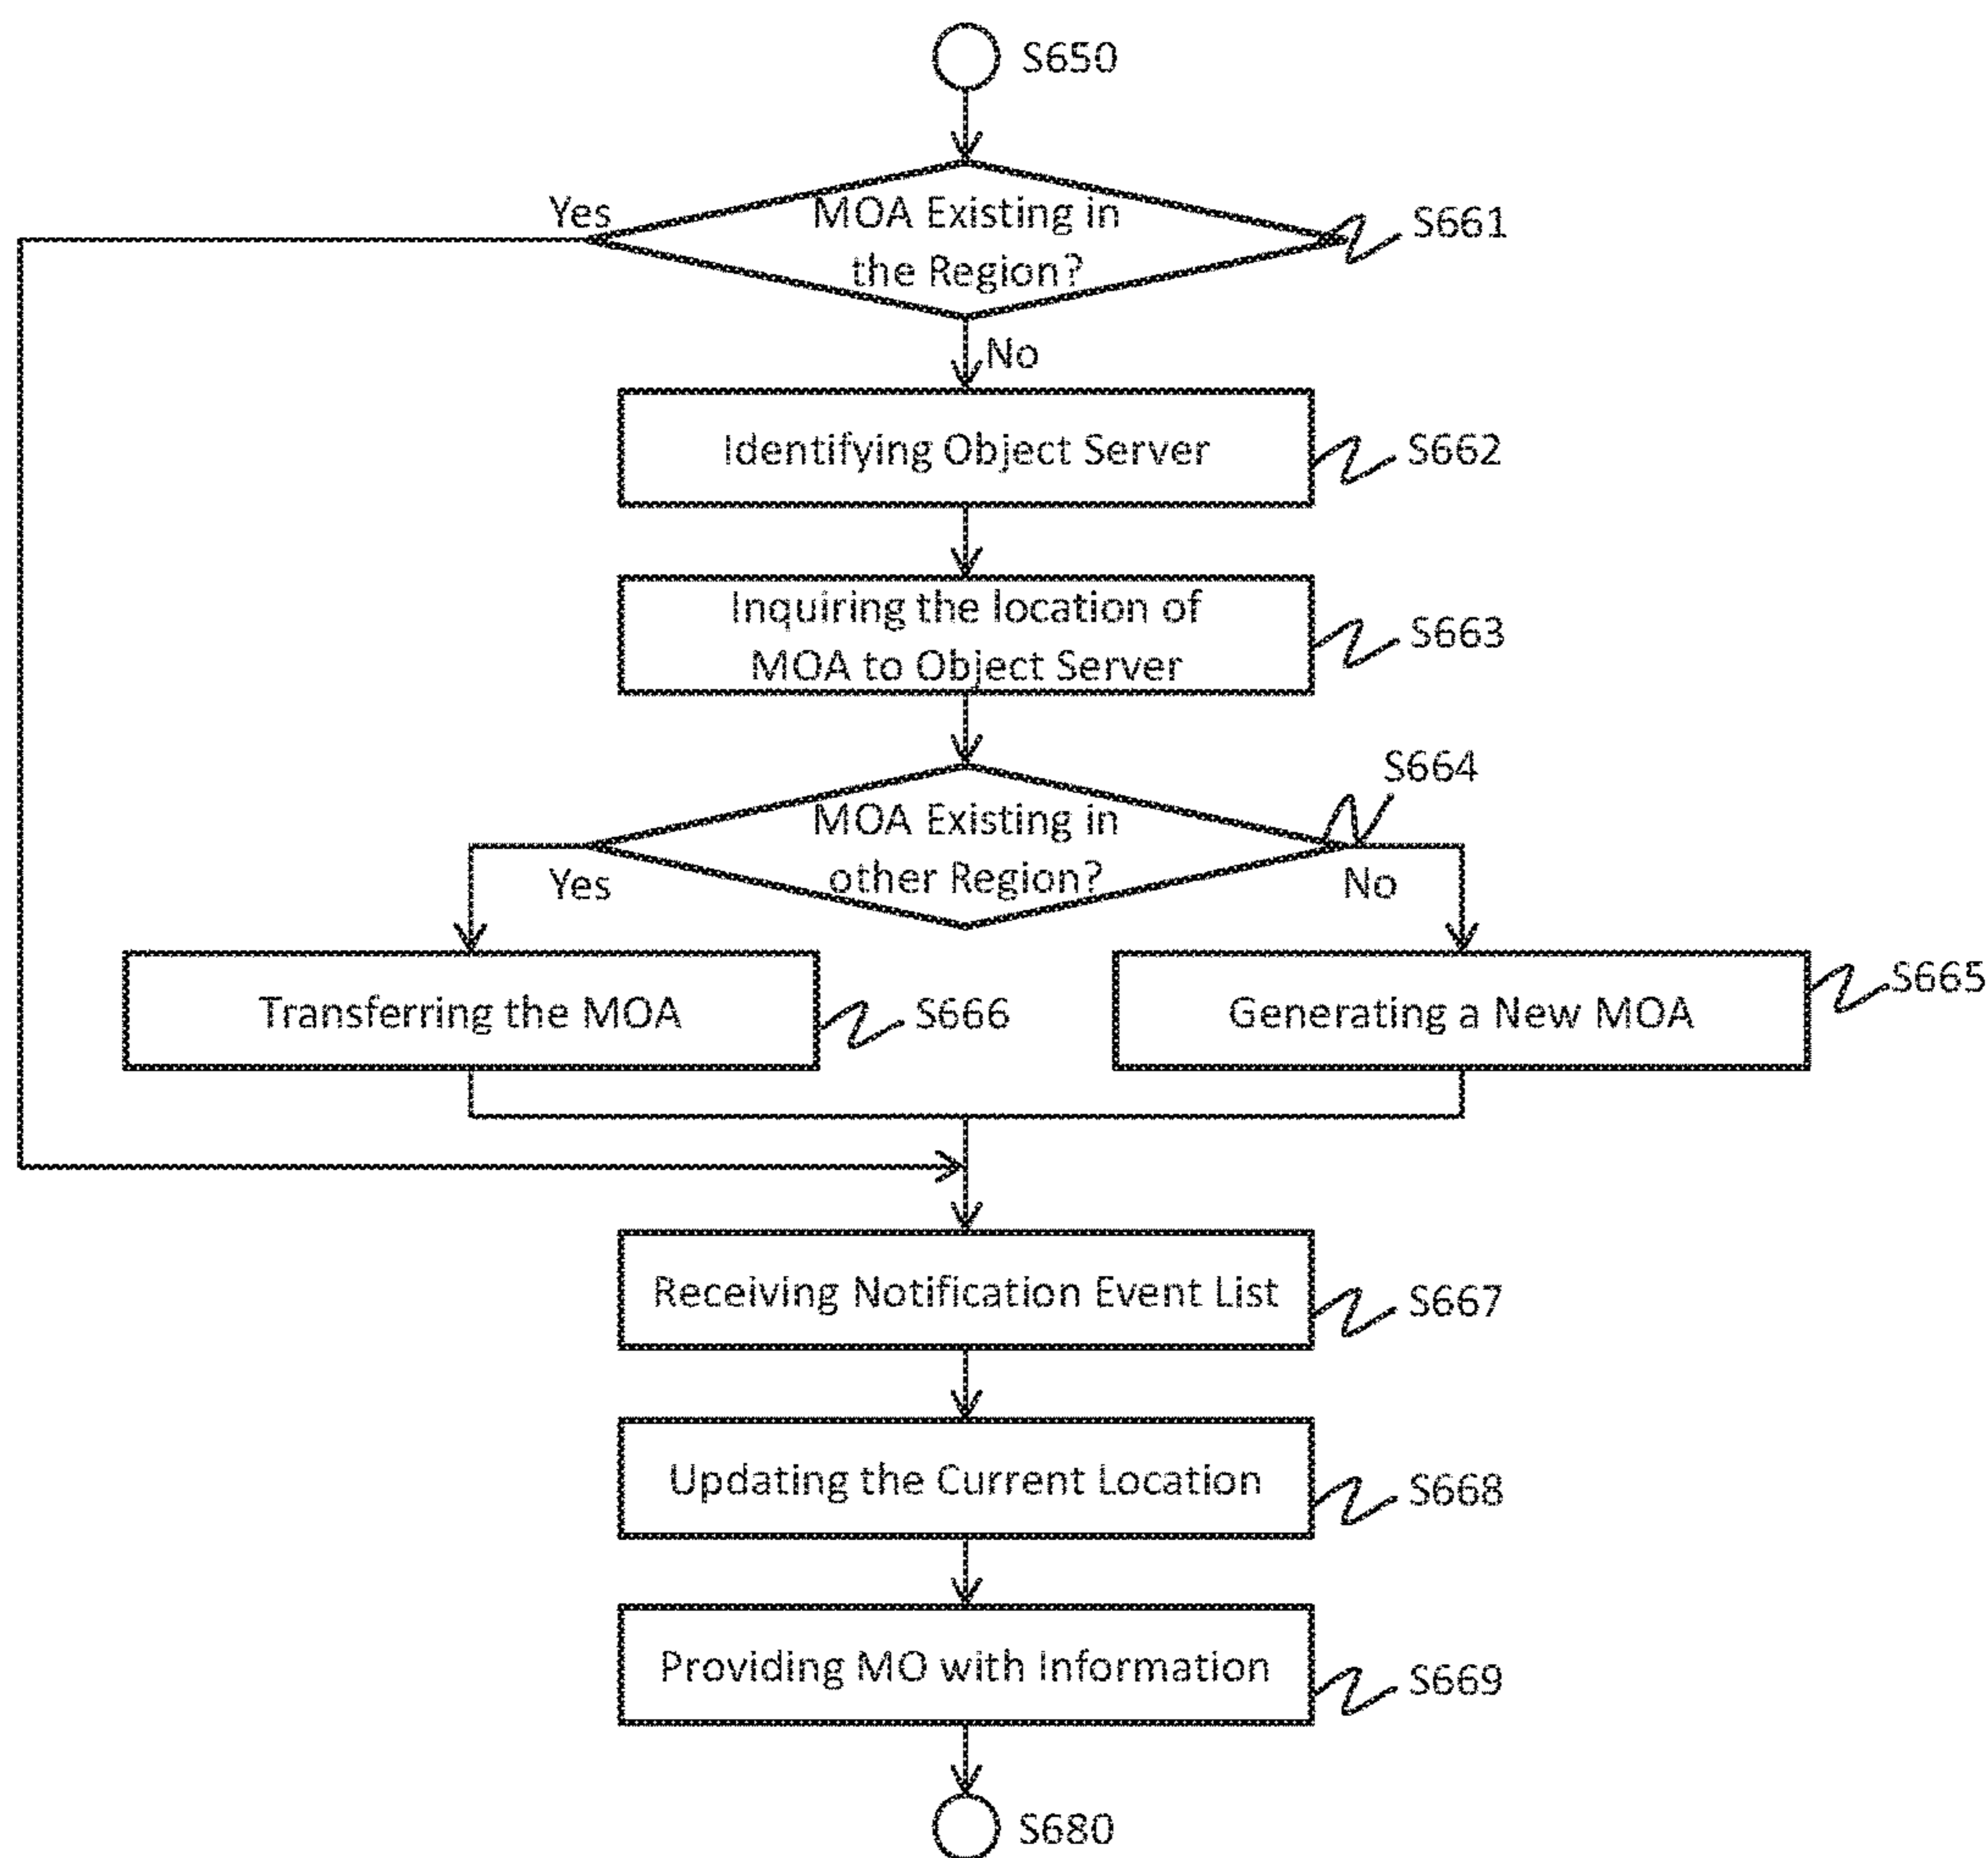 S650
Yes
MOA Existing in
the Region?
S661
No
Identifying Object Server
S662
Inquiring the location of
MOA to Object Server
S663
S664
MOA Existing in
other Region?
Yes
No
Transferring the MOA
S666
Generating a New MOA
S665
Receiving Notification Event List
S667
Updating the Current Location
S668
Providing MO with Information
S669
S680